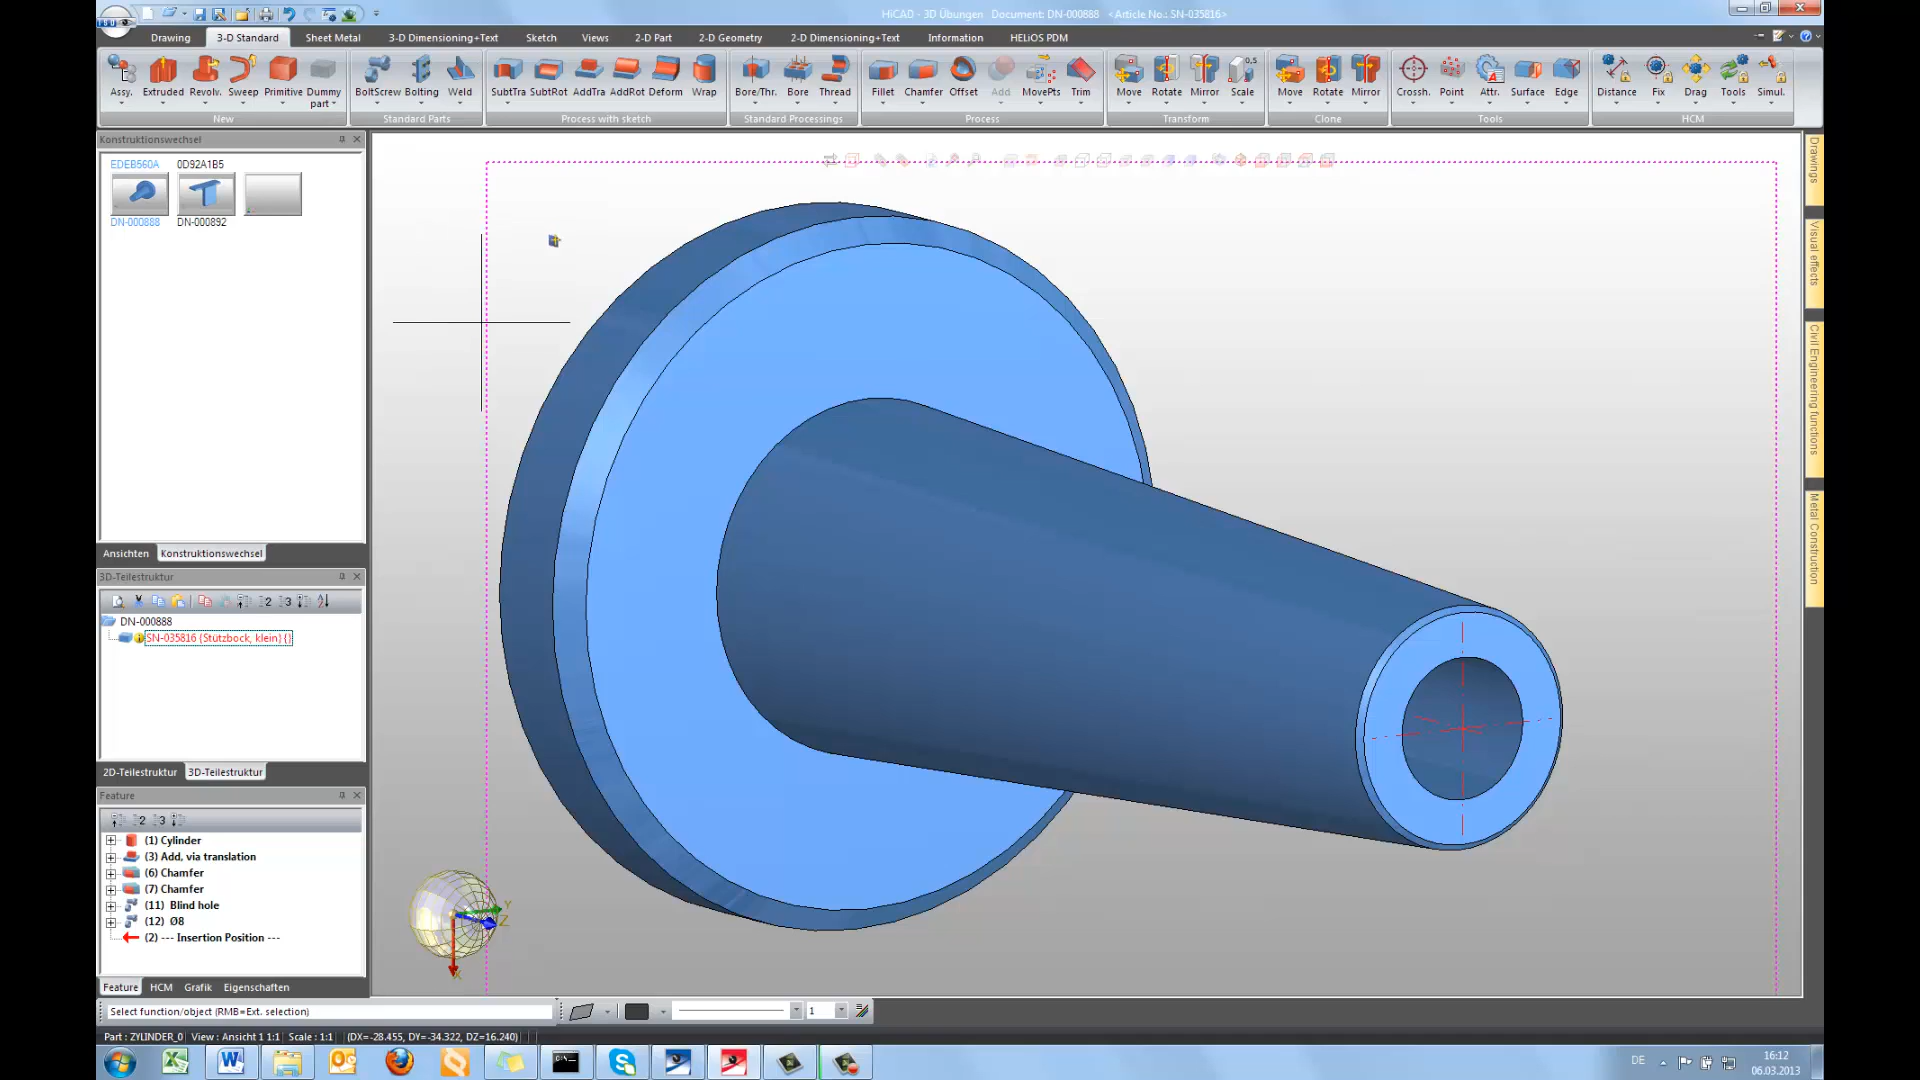 HiCAD - 3D Übungen   Document: DN-000888   <Article No.: SN-035816>
Drawing   3-D Standard   Sheet Metal   3-D Dimensioning+Text   Sketch   Views   2-D Part   2-D Geometry   2-D Dimensioning+Text   Information   HELiOS PDM
Assy.   Extruded   Revolv.   Sweep   Primitive   Dummy part   BoltScrew   Bolting   Weld   SubtTra   SubtRot   AddTra   AddRot   Deform   Wrap   Bore/Thr.   Bore   Thread   Fillet   Chamfer   Offset   Add   MovePts   Trim   Move   Rotate   Mirror   Scale   Move   Rotate   Mirror   Crossh.   Point   Attr.   Surface   Edge   Distance   Fix   Drag   Tools   Simul.
New   Standard Parts   Process with sketch   Standard Processings   Process   Transform   Clone   Tools   HCM
Konstruktionswechsel
EDEB560A   0D92A1B5
DN-000888   DN-000892
Ansichten   Konstruktionswechsel
3D-Teilestruktur
2   3
DN-000888
SN-035816 (Stützbock, klein) {}
2D-Teilestruktur   3D-Teilestruktur
Feature
2   3
(1) Cylinder
(3) Add, via translation
(6) Chamfer
(7) Chamfer
(11) Blind hole
(12) Ø8
(2) --- Insertion Position ---
Feature   HCM   Grafik   Eigenschaften
Y
Z
X
Drawings
Visual effects
Civil Engineering functions
Metal Construction
Select function/object (RMB=Ext. selection)
1
Part : ZYLINDER_0   View : Ansicht 1 1:1   Scale : 1:1   (DX=-28.455, DY=-34.322, DZ=16.240)
DE
16:12
06.03.2013